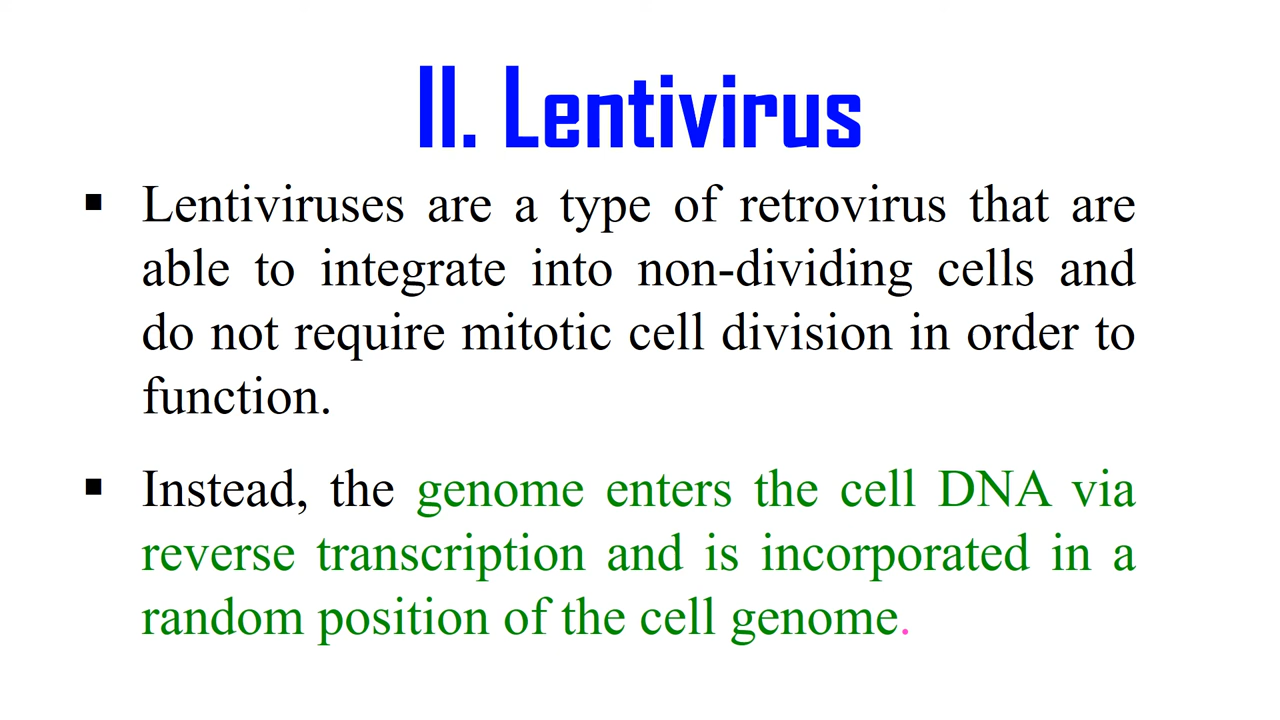 II. Lentivirus
▪ Lentiviruses are a type of retrovirus that are
able to integrate into non-dividing cells and
do not require mitotic cell division in order to
function.
▪ Instead, the genome enters the cell DNA via
reverse transcription and is incorporated in a
random position of the cell genome.